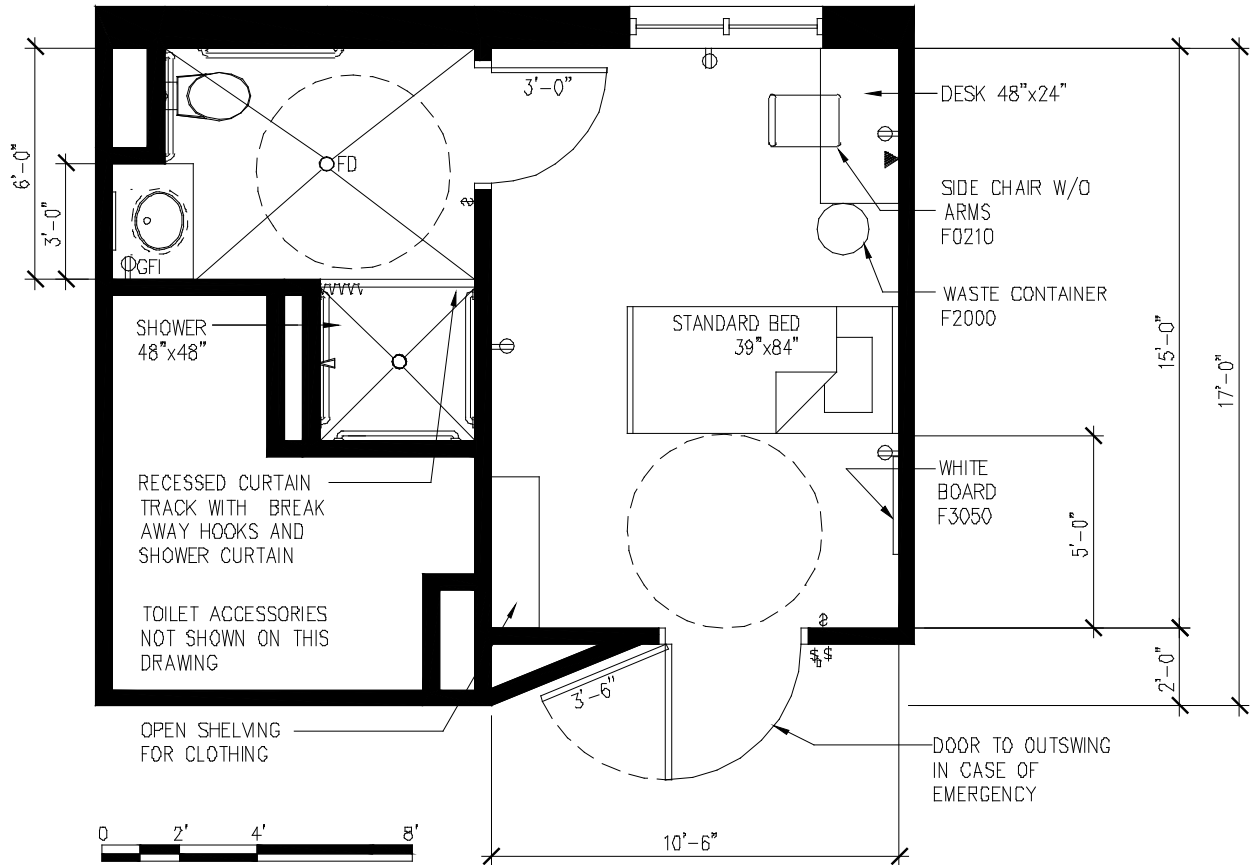 3'-0"
6'-0"
3'-0"
FD
GFI
DESK 48"x24"
SIDE CHAIR W/O
ARMS
F0210
WASTE CONTAINER
F2000
STANDARD BED
39"x84"
SHOWER
48"x48"
15'-0"
17'-0"
RECESSED CURTAIN
TRACK WITH BREAK
AWAY HOOKS AND
SHOWER CURTAIN
WHITE
BOARD
F3050
5'-0"
TOILET ACCESSORIES
NOT SHOWN ON THIS
DRAWING
2'-0"
3'-6"
OPEN SHELVING
FOR CLOTHING
DOOR TO OUTSWING
IN CASE OF
EMERGENCY
0 2' 4' 8'
10'-6"